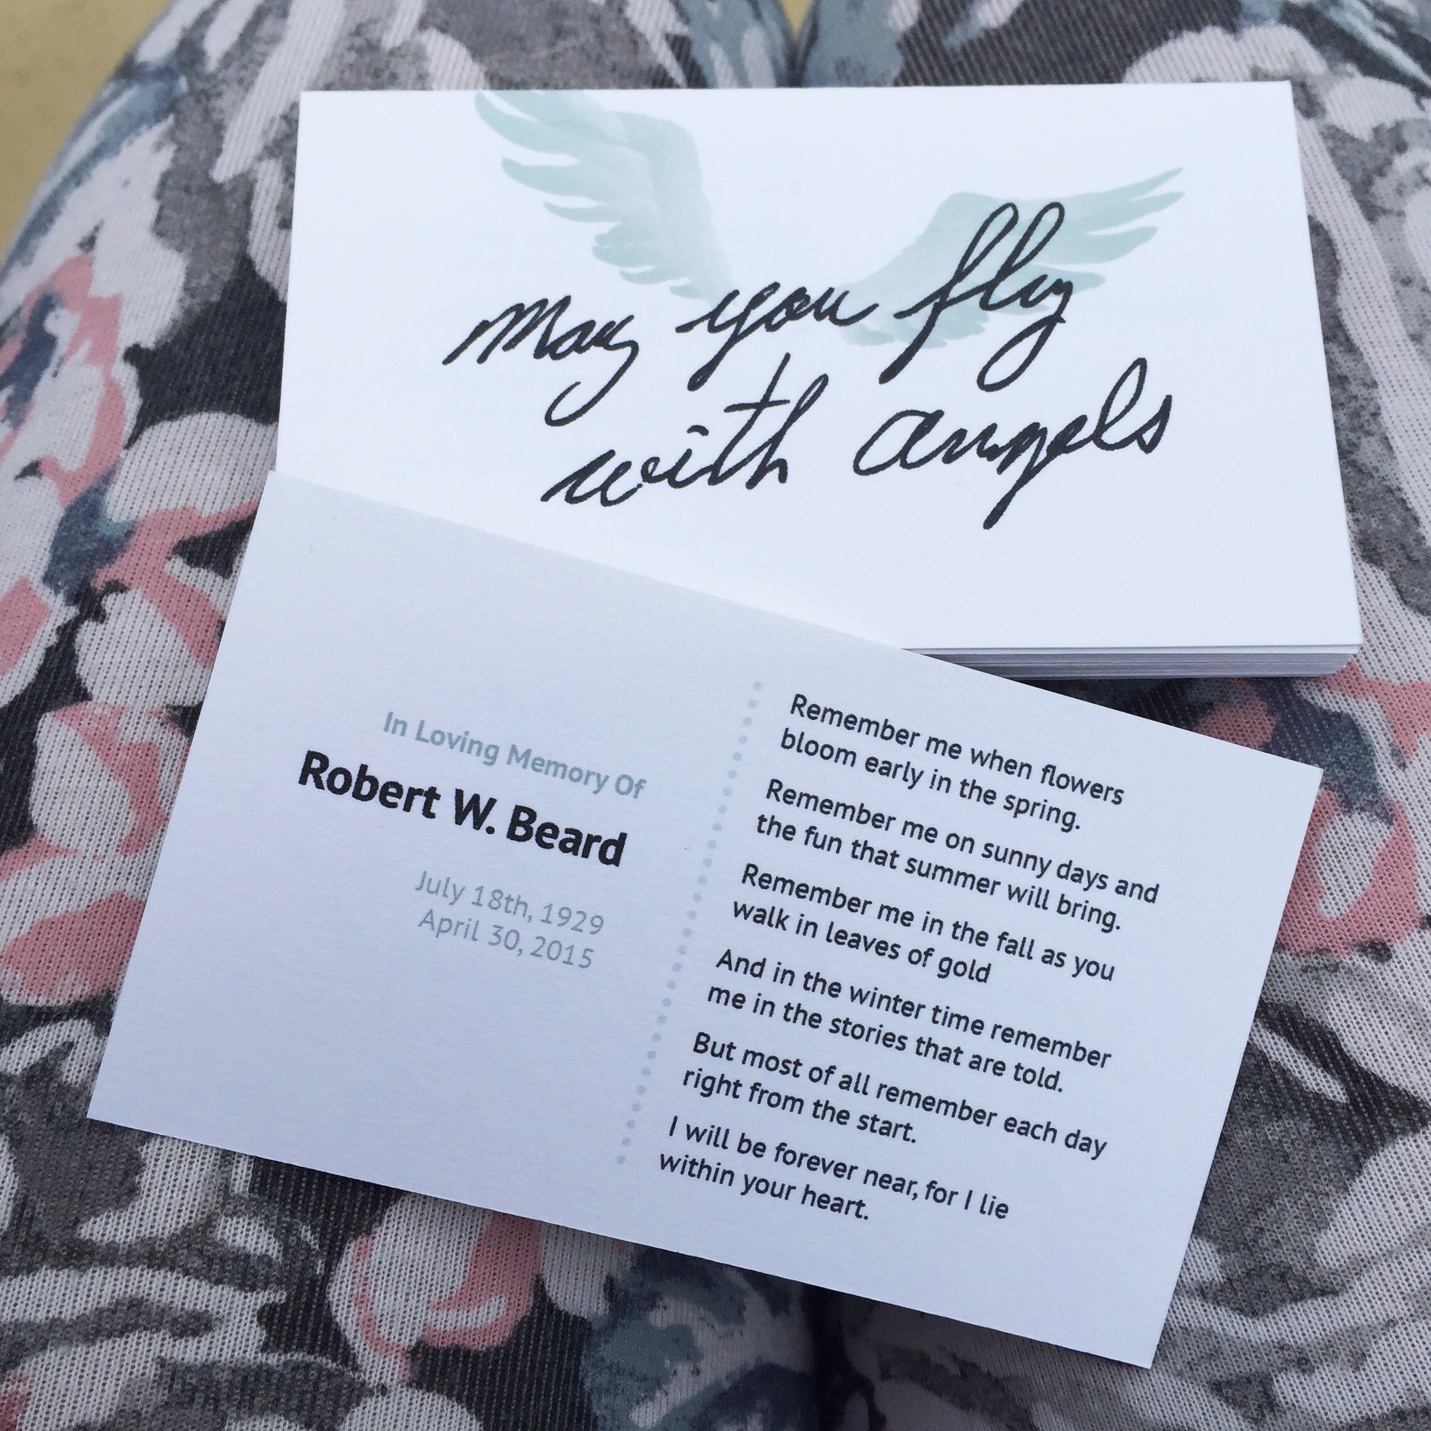 May you fly
with angels
In Loving Memory Of
Robert W. Beard
July 18th, 1929
April 30, 2015
Remember me when flowers
bloom early in the spring.
Remember me on sunny days and
the fun that summer will bring.
Remember me in the fall as you
walk in leaves of gold
And in the winter time remember
me in the stories that are told.
But most of all remember each day
right from the start.
I will be forever near, for I lie
within your heart.